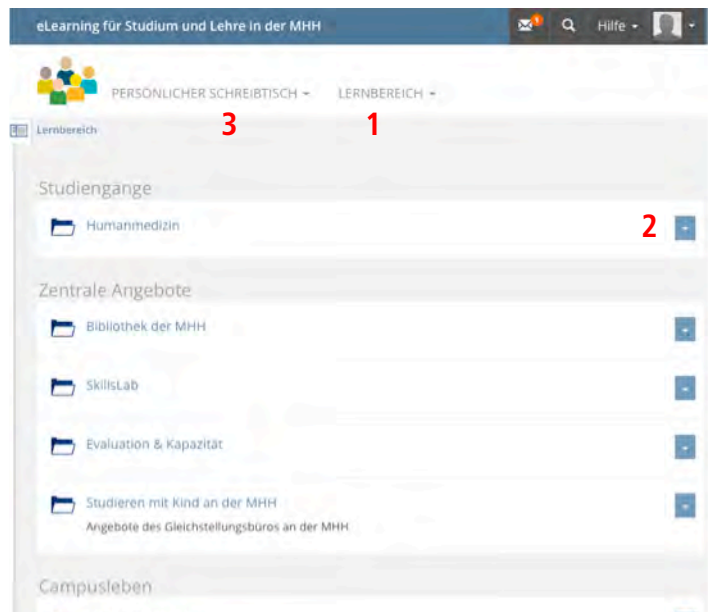 eLearning für Studium und Lehre in der MHH
1
Hilfe
PERSÖNLICHER SCHREIBTISCH
LERNBEREICH
3
1
Lernbereich
Studiengänge
Humanmedizin
2
Zentrale Angebote
Bibliothek der MHH
SkillsLab
Evaluation & Kapazität
Studieren mit Kind an der MHH
Angebote des Gleichstellungsbüros an der MHH
Campusleben